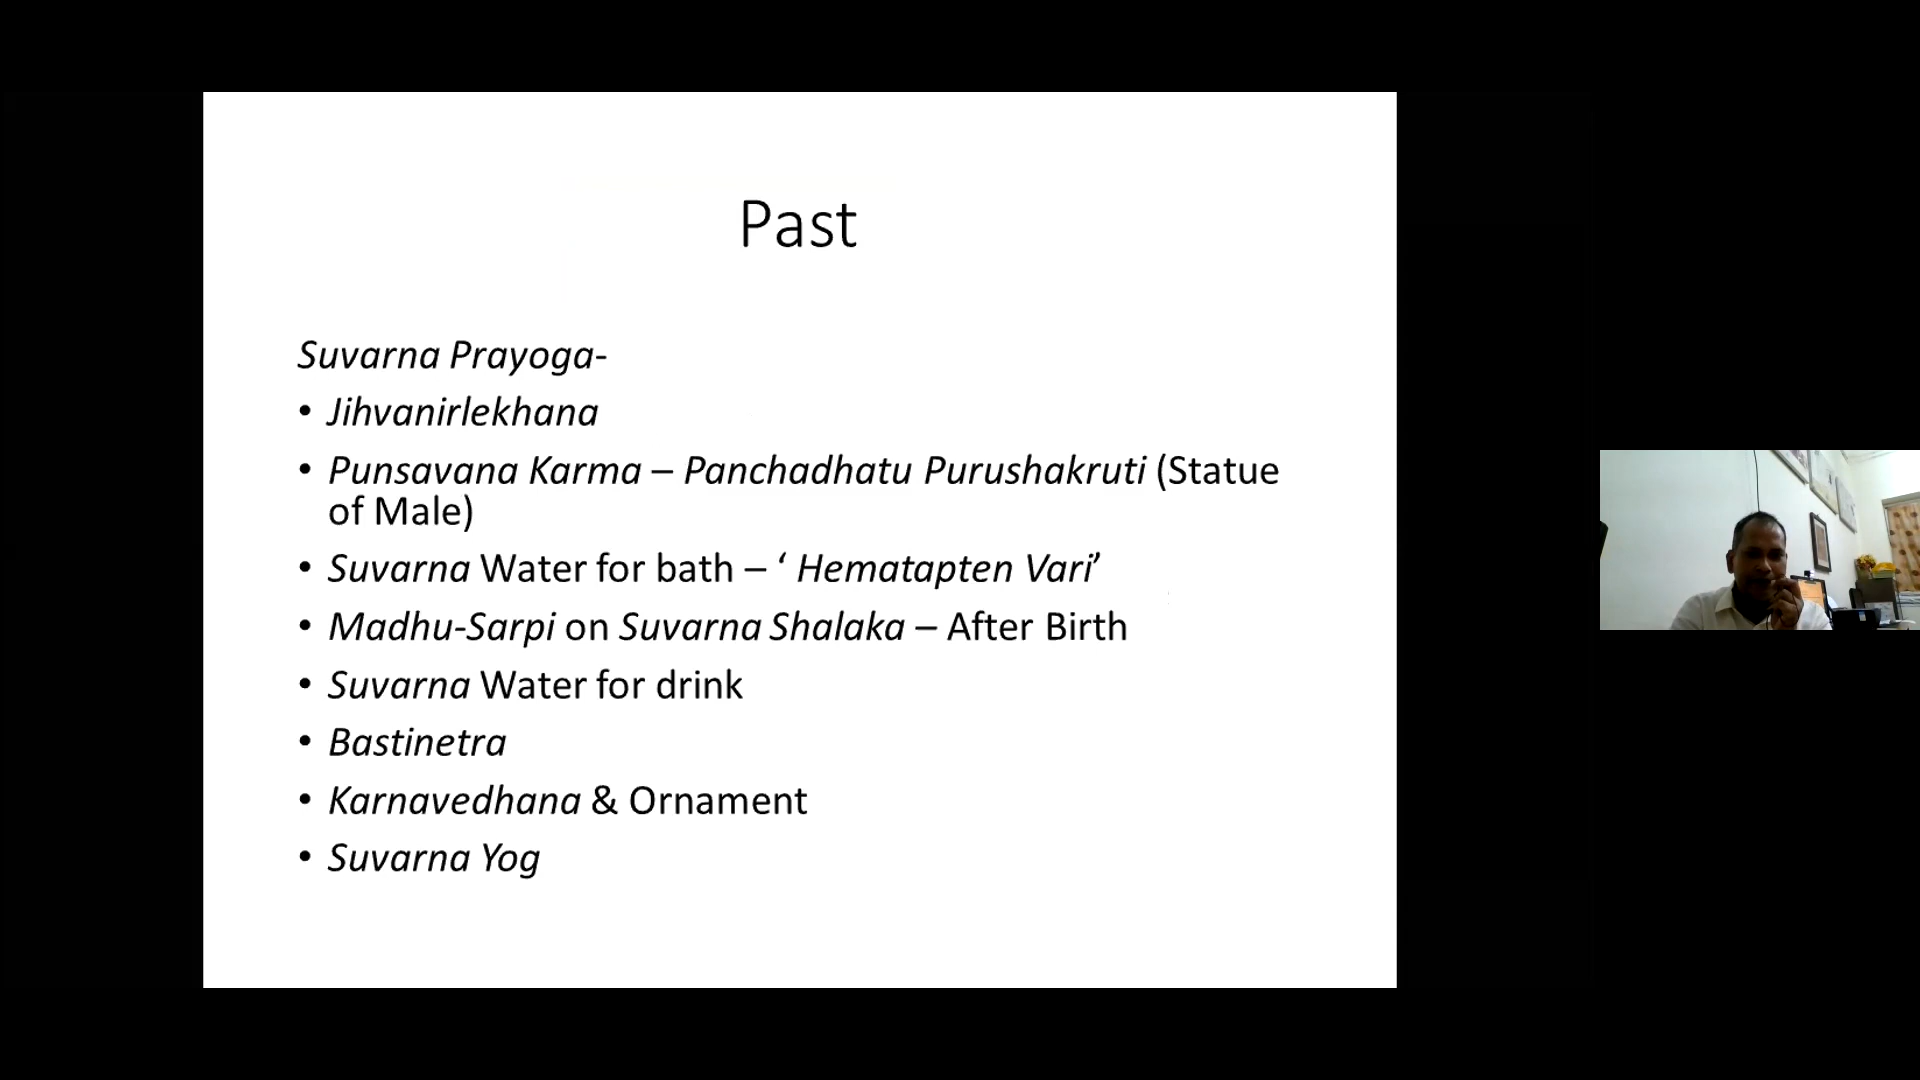 Past
Suvarna Prayoga-
• Jihvanirlekhana
• Punsavana Karma – Panchadhatu Purushakruti (Statue
of Male)
• Suvarna Water for bath – ‘ Hematapten Vari’
• Madhu-Sarpi on Suvarna Shalaka – After Birth
• Suvarna Water for drink
• Bastinetra
• Karnavedhana & Ornament
• Suvarna Yog